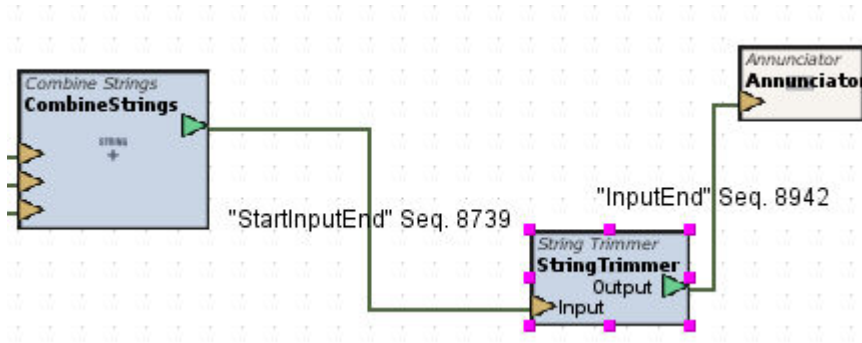 Combine Strings
CombineStrings
STRING
+
Annunciator
Annunciator
"StartInputEnd" Seq. 8739
"InputEnd" Seq. 8942
String Trimmer
StringTrimmer
Output
Input